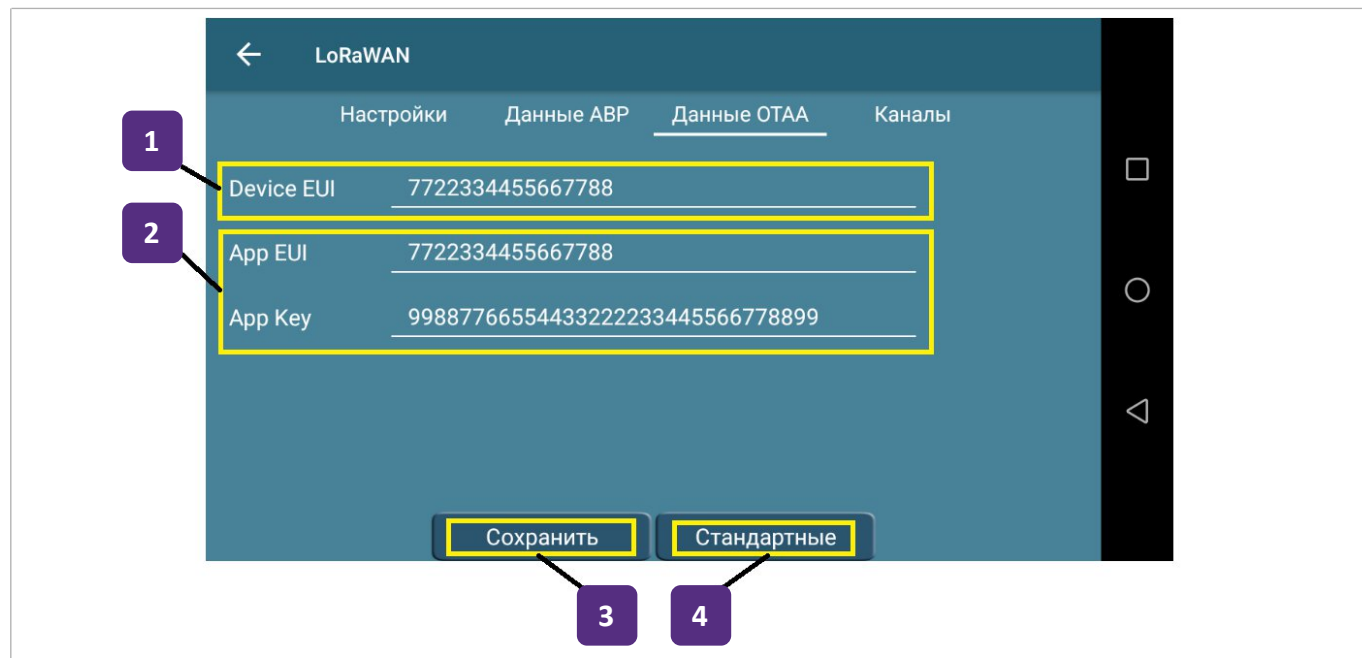 LoRaWAN
Настройки Данные ABP Данные OTAA Каналы
1
Device EUI 7722334455667788
2
App EUI 7722334455667788
App Key 99887766554433222233445566778899
Сохранить Стандартные
3 4